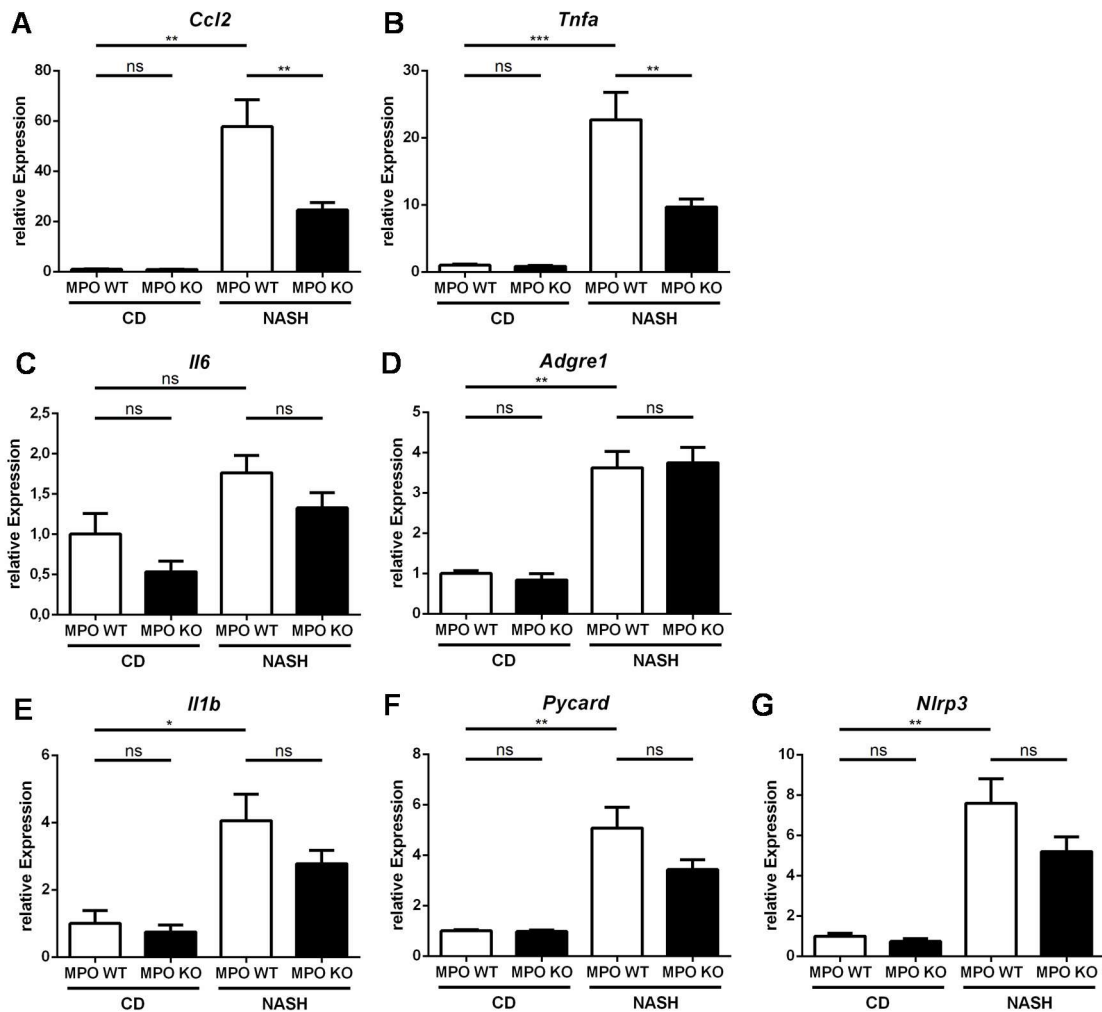 A
Ccl2
**
ns
**
relative Expression
80
60
40
20
0
MPO WT MPO KO MPO WT MPO KO
CD NASH
B
Tnfa
***
ns
**
relative Expression
30
20
10
0
MPO WT MPO KO MPO WT MPO KO
CD NASH
C
Il6
ns
ns
ns
relative Expression
2,5
2,0
1,5
1,0
0,5
0,0
MPO WT MPO KO MPO WT MPO KO
CD NASH
D
Adgre1
**
ns
ns
relative Expression
5
4
3
2
1
0
MPO WT MPO KO MPO WT MPO KO
CD NASH
E
Il1b
*
ns
ns
relative Expression
6
4
2
0
MPO WT MPO KO MPO WT MPO KO
CD NASH
F
Pycard
**
ns
ns
relative Expression
8
6
4
2
0
MPO WT MPO KO MPO WT MPO KO
CD NASH
G
Nlrp3
**
ns
ns
relative Expression
10
8
6
4
2
0
MPO WT MPO KO MPO WT MPO KO
CD NASH